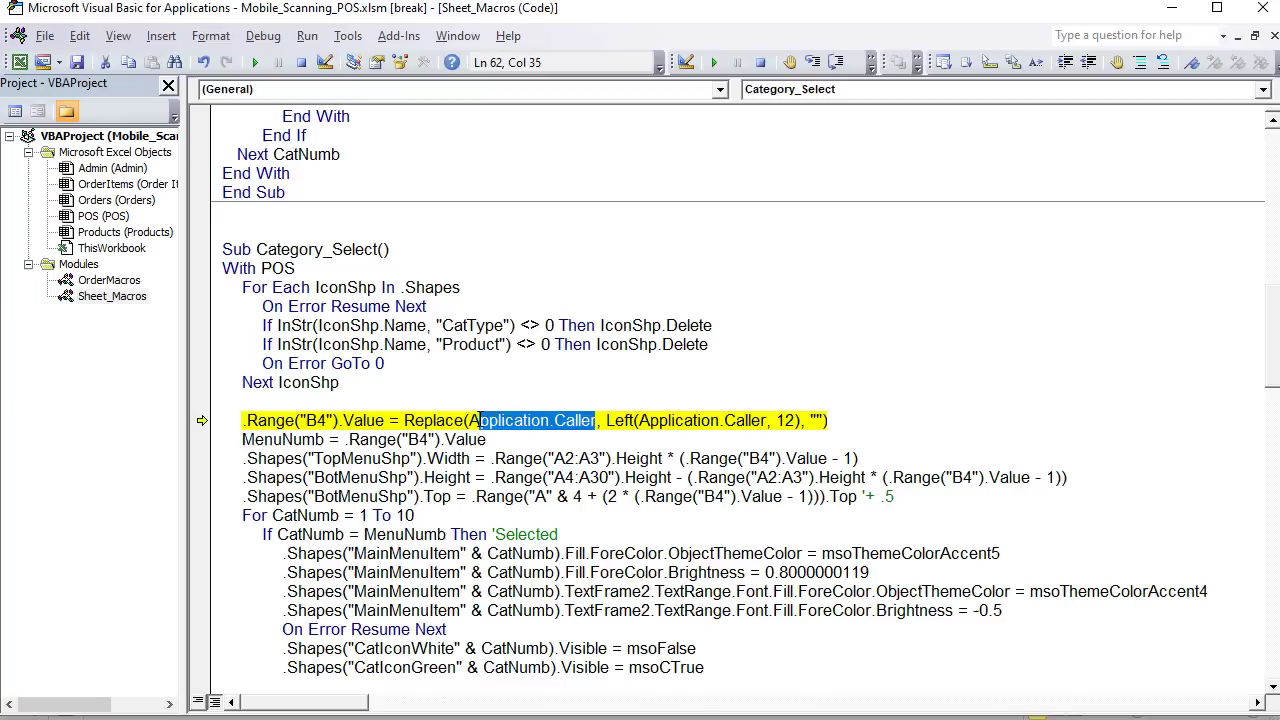 Microsoft Visual Basic for Applications - Mobile_Scanning_POS.xlsm [break] - [Sheet_Macros (Code)]
File Edit View Insert Format Debug Run Tools Add-Ins Window Help
Type a question for help
Ln 62, Col 35
Project - VBAProject
(General)
Category_Select
VBAProject (Mobile_Sca
Microsoft Excel Objects
Admin (Admin)
OrderItems (Order It
Orders (Orders)
POS (POS)
Products (Products)
ThisWorkbook
Modules
OrderMacros
Sheet_Macros
End With
End If
Next CatNumb
End With
End Sub
Sub Category_Select()
With POS
For Each IconShp In .Shapes
On Error Resume Next
If InStr(IconShp.Name, "CatType") <> 0 Then IconShp.Delete
If InStr(IconShp.Name, "Product") <> 0 Then IconShp.Delete
On Error GoTo 0
Next IconShp
.Range("B4").Value = Replace(Application.Caller, Left(Application.Caller, 12), "")
MenuNumb = .Range("B4").Value
.Shapes("TopMenuShp").Width = .Range("A2:A3").Height * (.Range("B4").Value - 1)
.Shapes("BotMenuShp").Height = .Range("A4:A30").Height - (.Range("A2:A3").Height * (.Range("B4").Value - 1))
.Shapes("BotMenuShp").Top = .Range("A" & 4 + (2 * (.Range("B4").Value - 1))).Top '+ .5
For CatNumb = 1 To 10
If CatNumb = MenuNumb Then 'Selected
.Shapes("MainMenuItem" & CatNumb).Fill.ForeColor.ObjectThemeColor = msoThemeColorAccent5
.Shapes("MainMenuItem" & CatNumb).Fill.ForeColor.Brightness = 0.8000000119
.Shapes("MainMenuItem" & CatNumb).TextFrame2.TextRange.Font.Fill.ForeColor.ObjectThemeColor = msoThemeColorAccent4
.Shapes("MainMenuItem" & CatNumb).TextFrame2.TextRange.Font.Fill.ForeColor.Brightness = -0.5
On Error Resume Next
.Shapes("CatIconWhite" & CatNumb).Visible = msoFalse
.Shapes("CatIconGreen" & CatNumb).Visible = msoCTrue